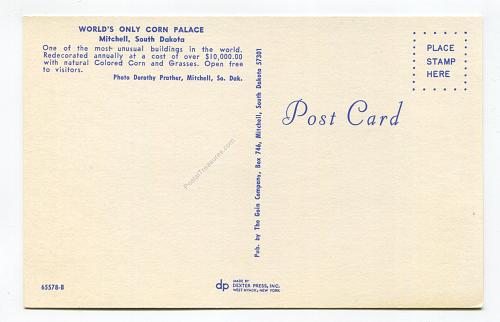 WORLD'S ONLY CORN PALACE
Mitchell, South Dakota
One of the most unusual buildings in the world.
Redecorated annually at a cost of over $10,000.00
with natural Colored Corn and Grasses. Open free
to visitors.
Photo Dorothy Prather, Mitchell, So. Dak.
PLACE
STAMP
HERE
Post Card
Pub. by The Goin Company, Box 746, Mitchell, South Dakota 57301
PostalTreasures.com
65578-B
dp
MADE BY
DEXTER PRESS, INC.
WEST NYACK, NEW YORK